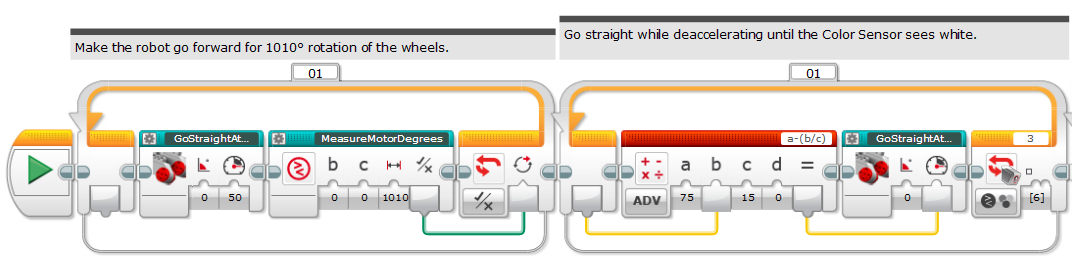 Make the robot go forward for 1010° rotation of the wheels.
Go straight while deaccelerating until the Color Sensor sees white.
01
01
GoStraightAt...
MeasureMotorDegrees
a-(b/c)
GoStraightAt...
3
b c
a b c d =
0 50
0 0 1010
ADV 75 15 0
0
[6]